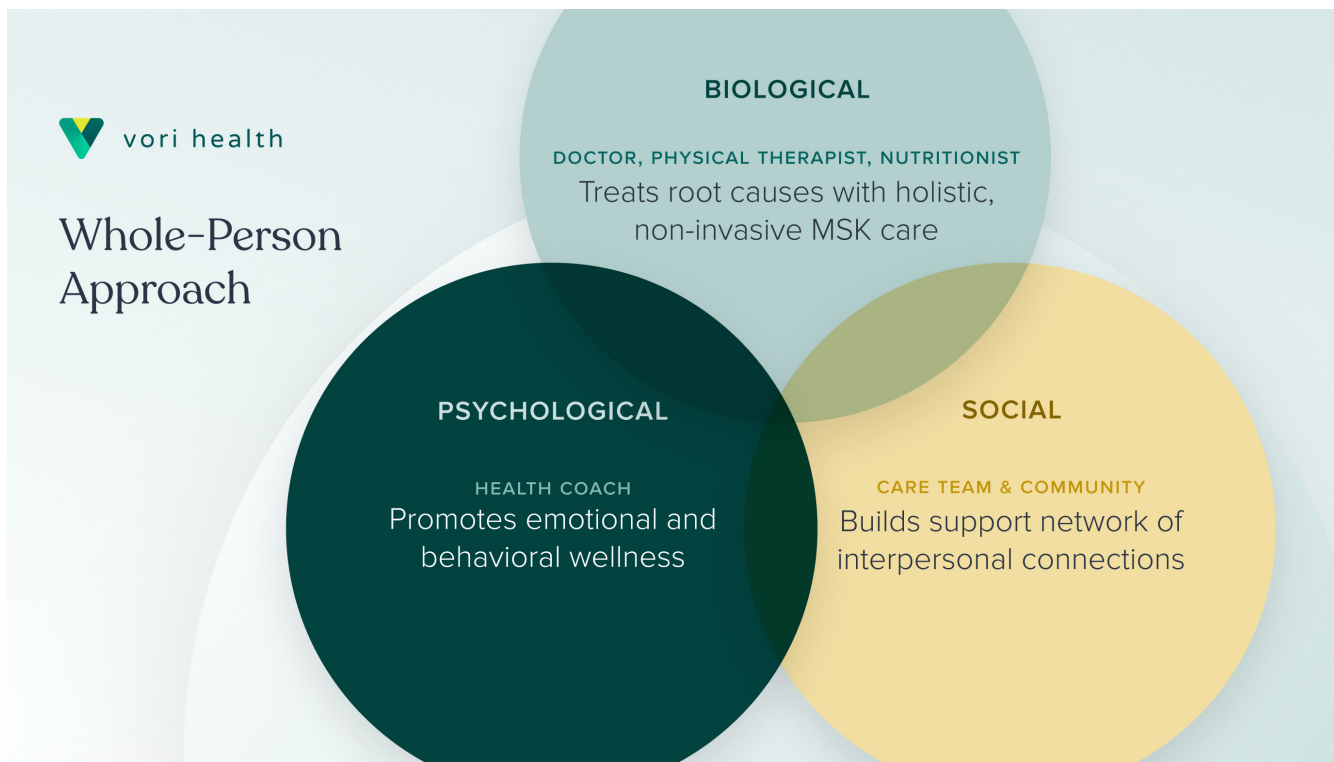 vori health
Whole-Person
Approach
BIOLOGICAL
DOCTOR, PHYSICAL THERAPIST, NUTRITIONIST
Treats root causes with holistic,
non-invasive MSK care
PSYCHOLOGICAL
HEALTH COACH
Promotes emotional and
behavioral wellness
SOCIAL
CARE TEAM & COMMUNITY
Builds support network of
interpersonal connections